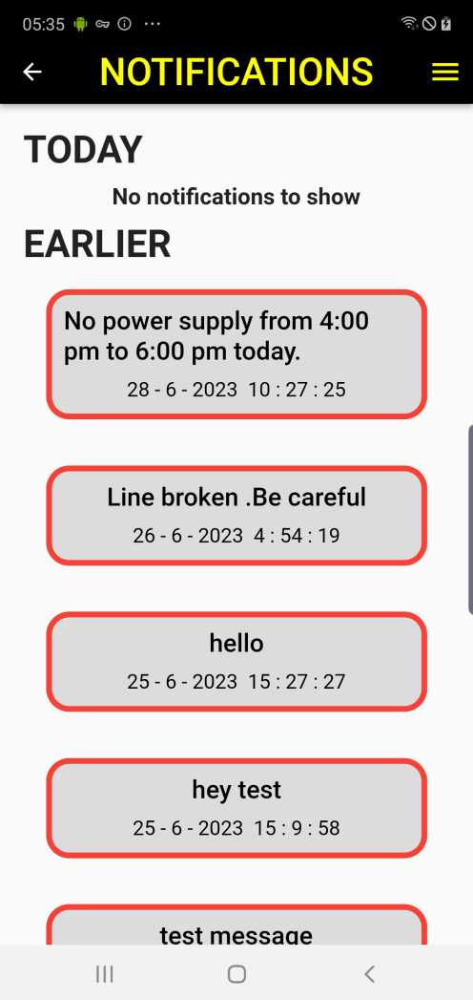 05:35
NOTIFICATIONS
TODAY
No notifications to show
EARLIER
No power supply from 4:00
pm to 6:00 pm today.
28 - 6 - 2023  10 : 27 : 25
Line broken .Be careful
26 - 6 - 2023  4 : 54 : 19
hello
25 - 6 - 2023  15 : 27 : 27
hey test
25 - 6 - 2023  15 : 9 : 58
test message